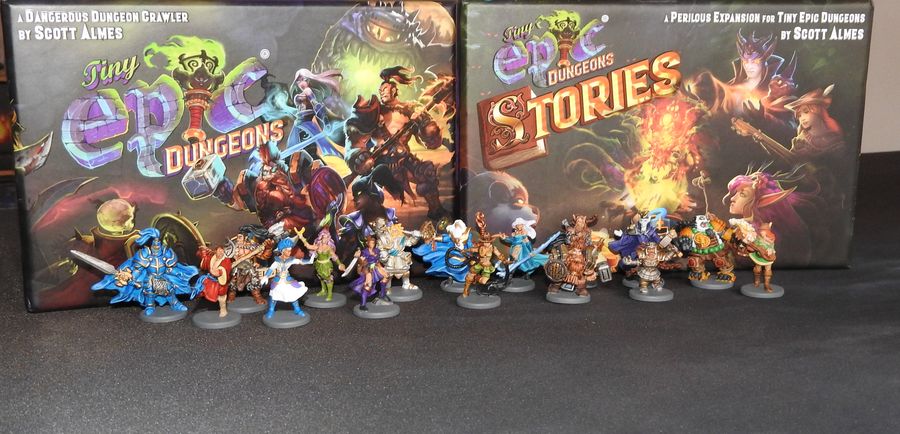 A Dangerous Dungeon Crawler
by Scott Almes
Tiny
epic
Dungeons
A Perilous Expansion for Tiny Epic Dungeons
by Scott Almes
Tiny
epic
Dungeons
Stories